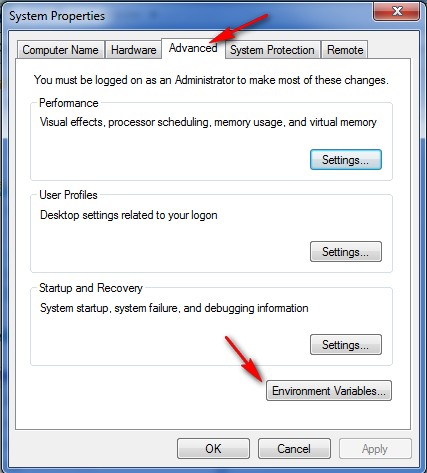 System Properties
Computer Name Hardware Advanced System Protection Remote
You must be logged on as an Administrator to make most of these changes.
Performance
Visual effects, processor scheduling, memory usage, and virtual memory
Settings...
User Profiles
Desktop settings related to your logon
Settings...
Startup and Recovery
System startup, system failure, and debugging information
Settings...
Environment Variables...
OK Cancel Apply